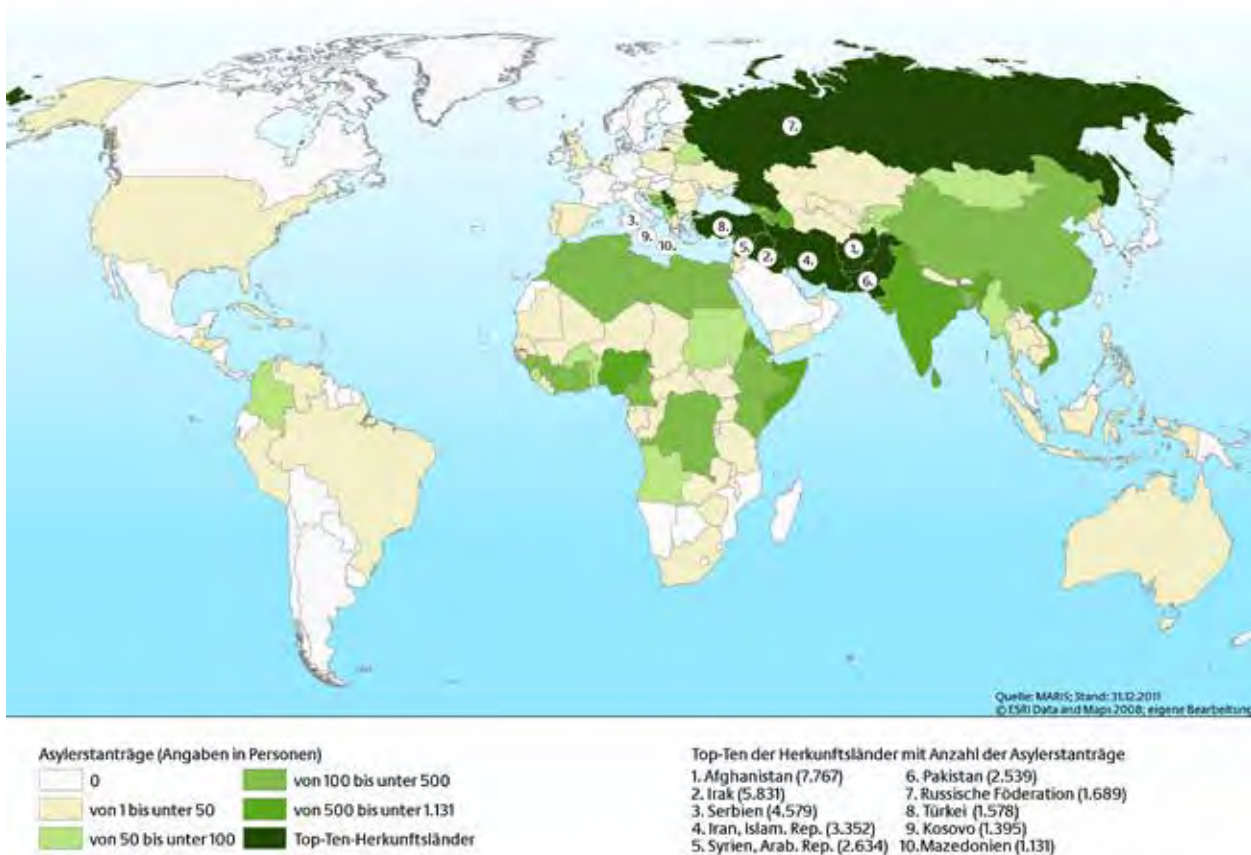 7.
3.
8.
9.
10.
5.
2.
4.
1.
6.
Quelle: MARIS; Stand: 31.12.2011
© ESRI Data and Maps 2008; eigene Bearbeitung
Asylerstanträge (Angaben in Personen)
0
von 1 bis unter 50
von 50 bis unter 100
von 100 bis unter 500
von 500 bis unter 1.131
Top-Ten-Herkunftsländer
Top-Ten der Herkunftsländer mit Anzahl der Asylerstanträge
1. Afghanistan (7.767)
2. Irak (5.831)
3. Serbien (4.579)
4. Iran, Islam. Rep. (3.352)
5. Syrien, Arab. Rep. (2.634)
6. Pakistan (2.539)
7. Russische Föderation (1.689)
8. Türkei (1.578)
9. Kosovo (1.395)
10. Mazedonien (1.131)